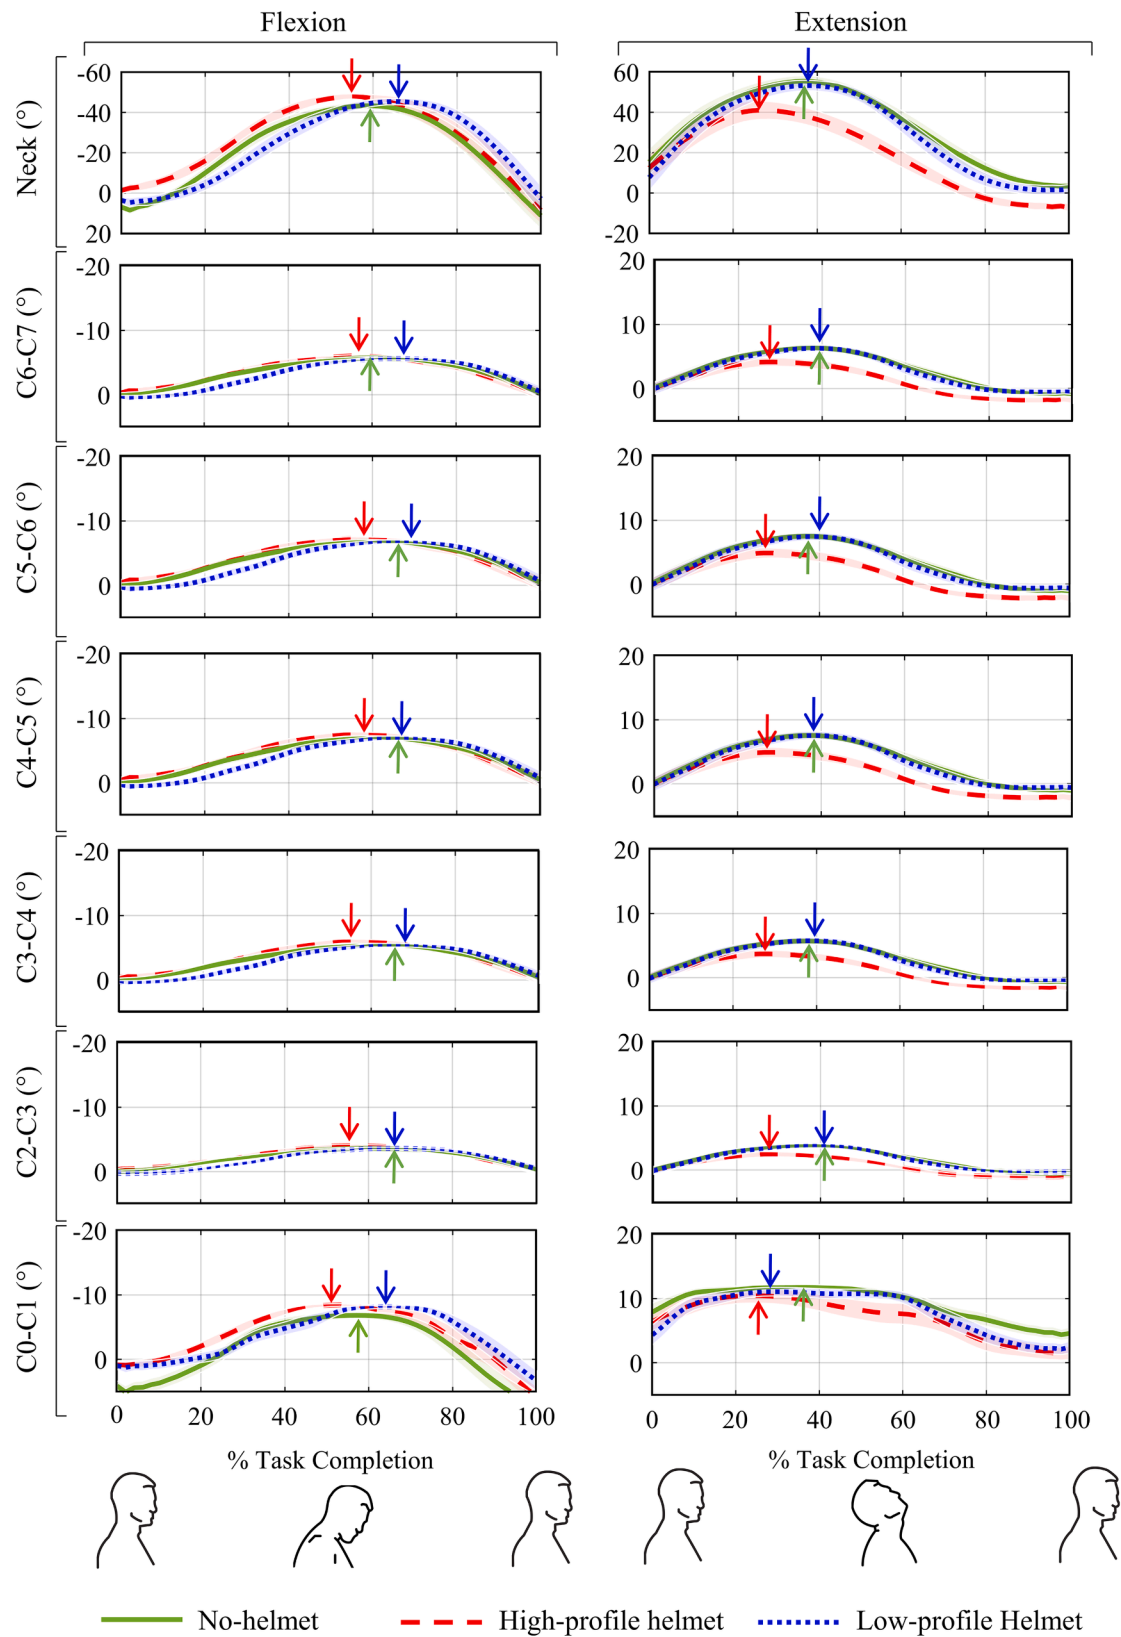 Flexion
Extension
Neck (°)
-60
-40
-20
0
20
60
40
20
0
-20
C6-C7 (°)
-20
-10
0
20
10
0
C5-C6 (°)
-20
-10
0
20
10
0
C4-C5 (°)
-20
-10
0
20
10
0
C3-C4 (°)
-20
-10
0
20
10
0
C2-C3 (°)
-20
-10
0
20
10
0
C0-C1 (°)
-20
-10
0
20
10
0
0 20 40 60 80 100
0 20 40 60 80 100
% Task Completion
% Task Completion
No-helmet
High-profile helmet
Low-profile Helmet